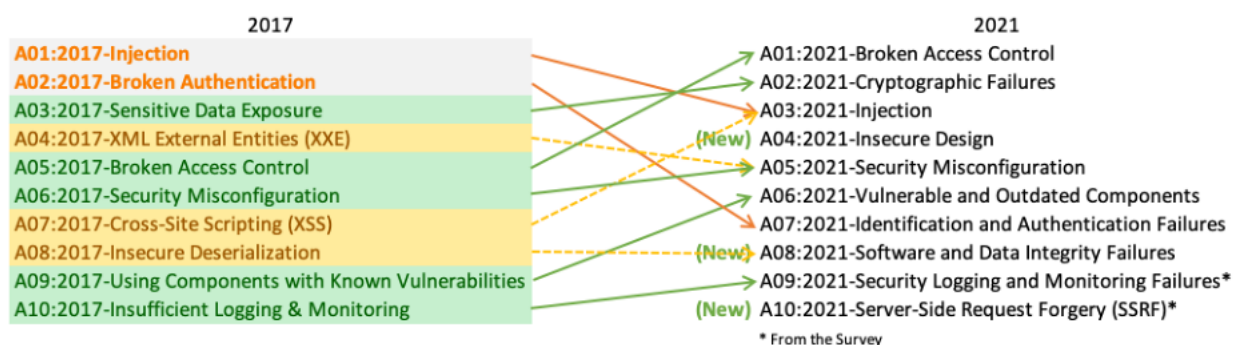 2017
A01:2017-Injection
A02:2017-Broken Authentication
A03:2017-Sensitive Data Exposure
A04:2017-XML External Entities (XXE)
A05:2017-Broken Access Control
A06:2017-Security Misconfiguration
A07:2017-Cross-Site Scripting (XSS)
A08:2017-Insecure Deserialization
A09:2017-Using Components with Known Vulnerabilities
A10:2017-Insufficient Logging & Monitoring
2021
A01:2021-Broken Access Control
A02:2021-Cryptographic Failures
A03:2021-Injection
(New) A04:2021-Insecure Design
A05:2021-Security Misconfiguration
A06:2021-Vulnerable and Outdated Components
A07:2021-Identification and Authentication Failures
(New) A08:2021-Software and Data Integrity Failures
A09:2021-Security Logging and Monitoring Failures*
(New) A10:2021-Server-Side Request Forgery (SSRF)*
* From the Survey